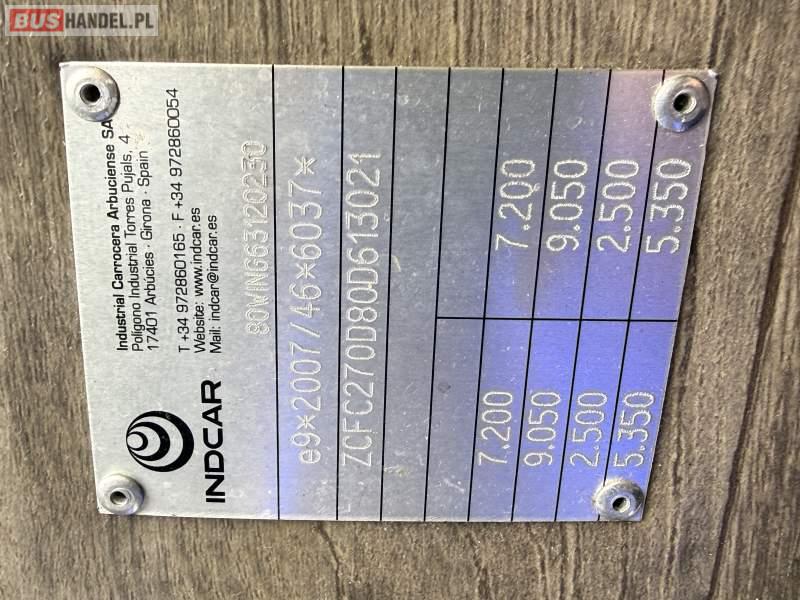 BUSHANDEL.PL
INDCAR
Industrial Carrocera Arbuciense SA
Polígono Industrial Torres Pujals, 4
17401 Arbúcies · Girona · Spain
T +34 972860165 · F +34 972860054
Website: www.indcar.es
Mail: indcar@indcar.es
80WING63120230
e9*2007/46*6037*
ZCFC270D80D613021
7.200 7.200
9.050 9.050
2.500 2.500
5.350 5.350